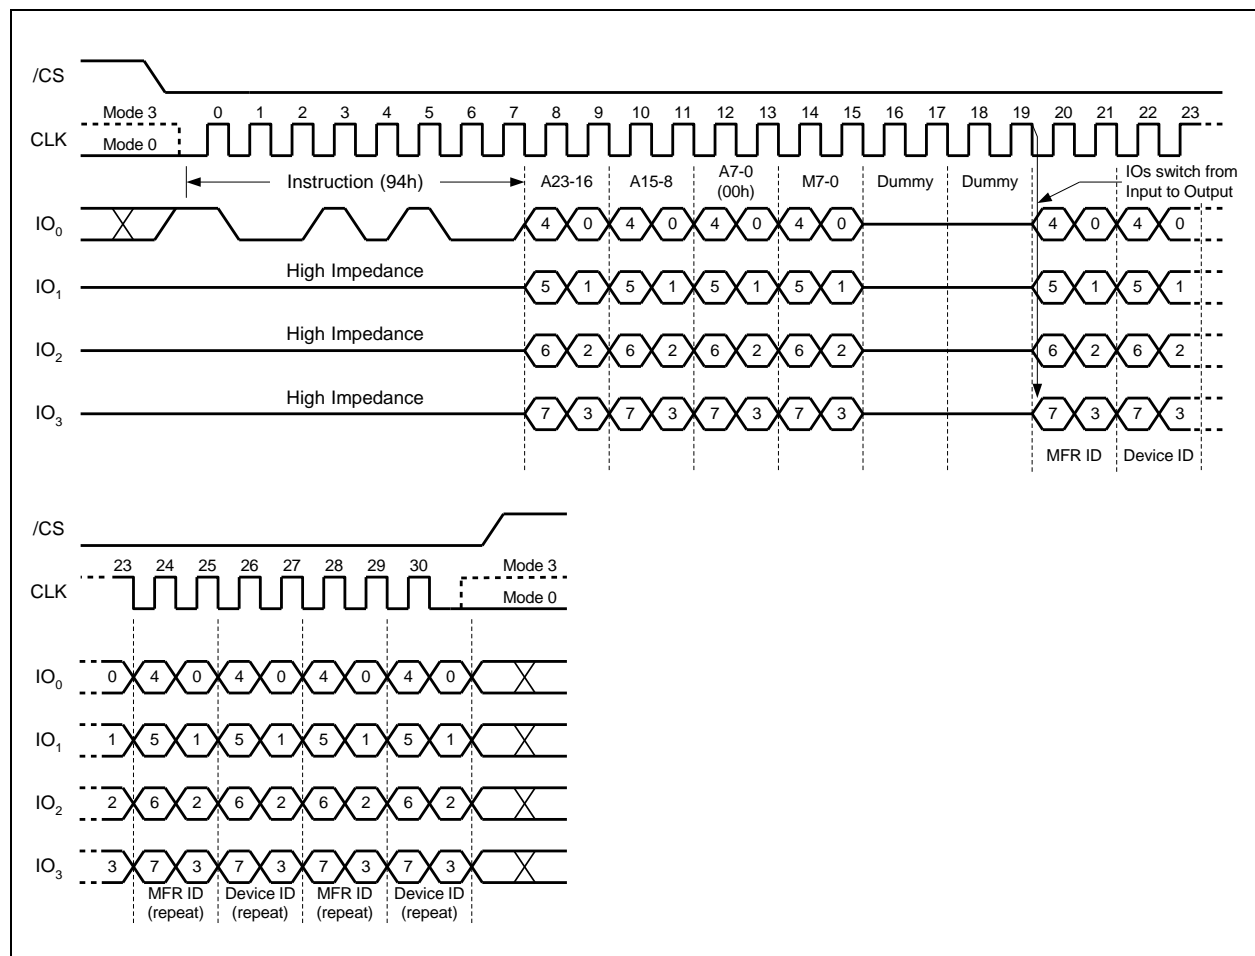 /CS
Mode 3 0 1 2 3 4 5 6 7 8 9 10 11 12 13 14 15 16 17 18 19 20 21 22 23
CLK
Mode 0
Instruction (94h) A23-16 A15-8 A7-0 (00h) M7-0 Dummy Dummy
IOs switch from
Input to Output
IO0 4 0 4 0 4 0 4 0 4 0 4 0
High Impedance
IO1 5 1 5 1 5 1 5 1 5 1 5 1
High Impedance
IO2 6 2 6 2 6 2 6 2 6 2 6 2
High Impedance
IO3 7 3 7 3 7 3 7 3 7 3 7 3
MFR ID Device ID
/CS
23 24 25 26 27 28 29 30 Mode 3
CLK
Mode 0
IO0 0 4 0 4 0 4 0 4 0
IO1 1 5 1 5 1 5 1 5 1
IO2 2 6 2 6 2 6 2 6 2
IO3 3 7 3 7 3 7 3 7 3
MFR ID Device ID MFR ID Device ID
(repeat) (repeat) (repeat) (repeat)